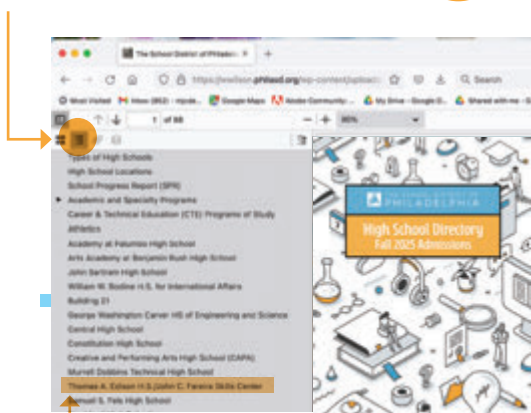 The School District of Philadel
https://
philasd.org/wp-content/upload
Search
Most Visited
Google Maps
Adobe Community
My Drive - Google D
Shared with me - G
1 of 88
90%
Types of High Schools
High School Locations
School Progress Report (SPR)
Academic and Specialty Programs
Career & Technical Education (CTE) Programs of Study
Athletics
Academy at Palumbo High School
Arts Academy at Benjamin Rush High School
John Bartram High School
William W. Bodine H.S. for International Affairs
Building 21
George Washington Carver HS of Engineering and Science
Central High School
Constitution High School
Creative and Performing Arts High School (CAPA)
Murrell Dobbins Technical High School
Thomas A. Edison H.S./John C. Fareira Skills Center
Samuel S. Fels High School
THE SCHOOL DISTRICT OF
PHILADELPHIA
High School Directory
Fall 2025 Admissions